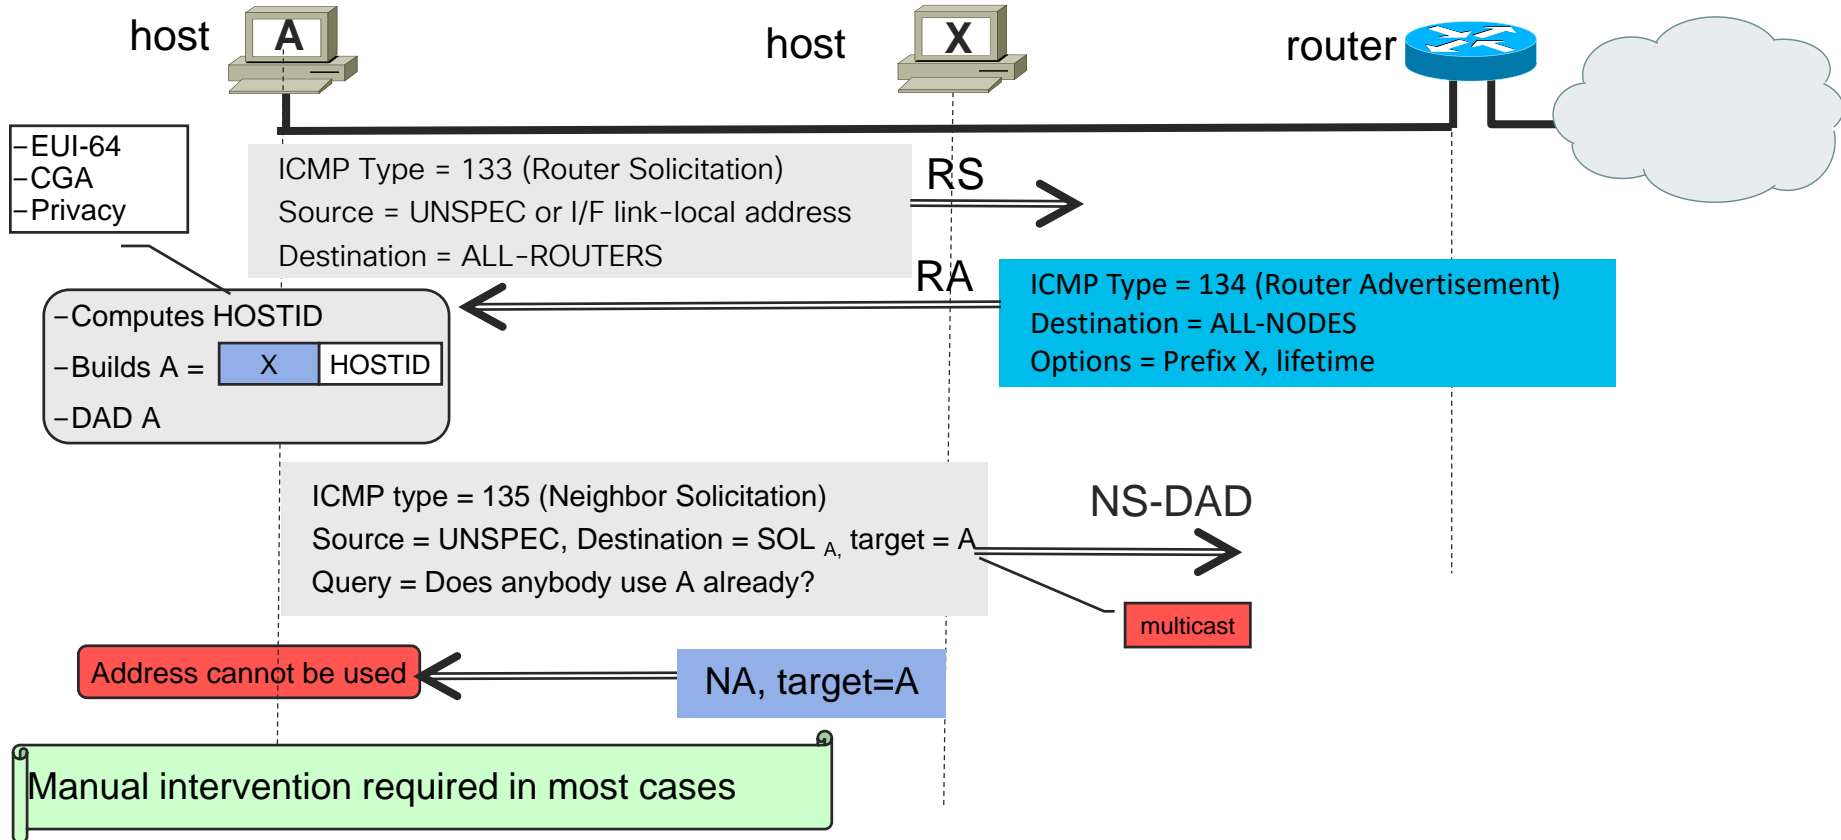 host
A
host
X
router
–EUI-64
–CGA
–Privacy
ICMP Type = 133 (Router Solicitation)
Source = UNSPEC or I/F link-local address
Destination = ALL-ROUTERS
RS
RA
ICMP Type = 134 (Router Advertisement)
Destination = ALL-NODES
Options = Prefix X, lifetime
–Computes HOSTID
–Builds A = X HOSTID
–DAD A
ICMP type = 135 (Neighbor Solicitation)
Source = UNSPEC, Destination = SOL A, target = A
Query = Does anybody use A already?
NS-DAD
multicast
Address cannot be used
NA, target=A
Manual intervention required in most cases